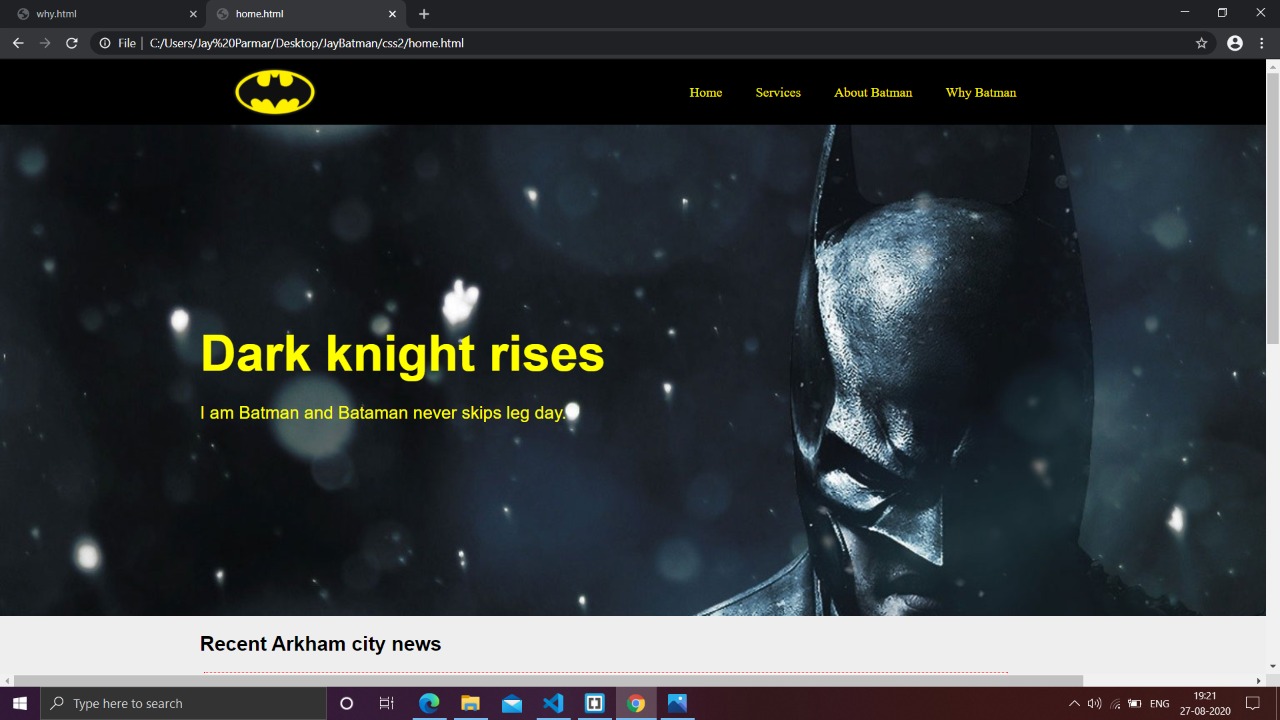 why.html
home.html
File | C:/Users/Jay%20Parmar/Desktop/JayBatman/css2/home.html
Home Services About Batman Why Batman
Dark knight rises
I am Batman and Bataman never skips leg day.
Recent Arkham city news
Type here to search
ENG
19:21
27-08-2020